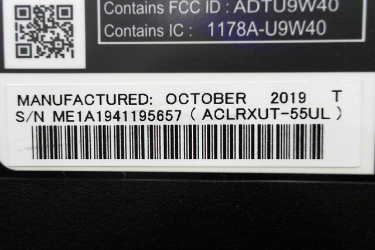 Contains FCC ID : ADTU9W40
Contains IC : 1178A-U9W40
MANUFACTURED: OCTOBER 2019 T
S/N ME1A1941195657 ( ACLRXUT-55UL )